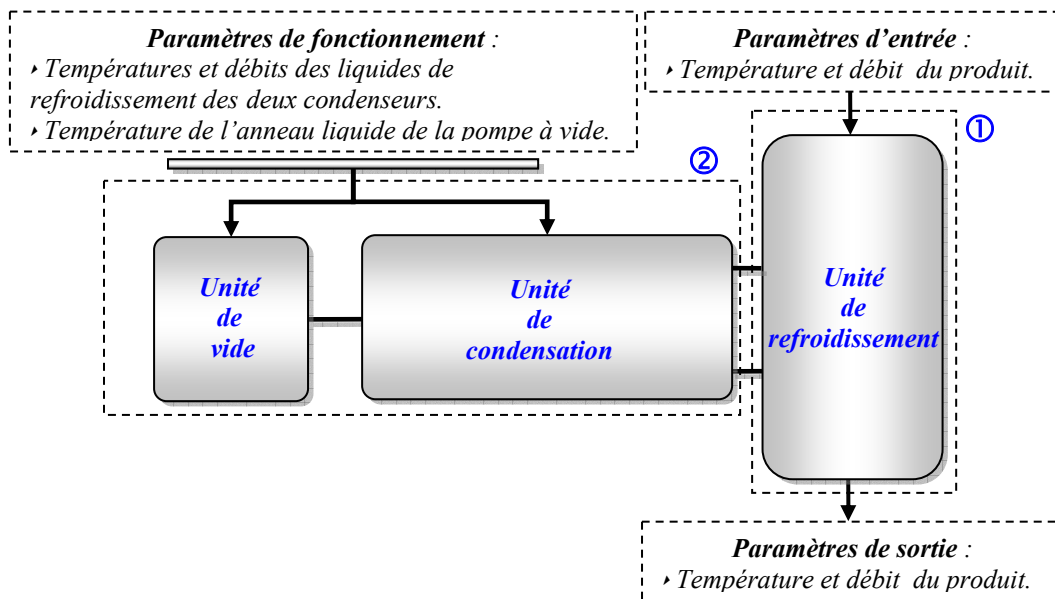 Paramètres de fonctionnement :
‣ Températures et débits des liquides de
refroidissement des deux condenseurs.
‣ Température de l’anneau liquide de la pompe à vide.
Paramètres d’entrée :
‣ Température et débit du produit.
①
②
Unité
de
vide
Unité
de
condensation
Unité
de
refroidissement
Paramètres de sortie :
‣ Température et débit du produit.